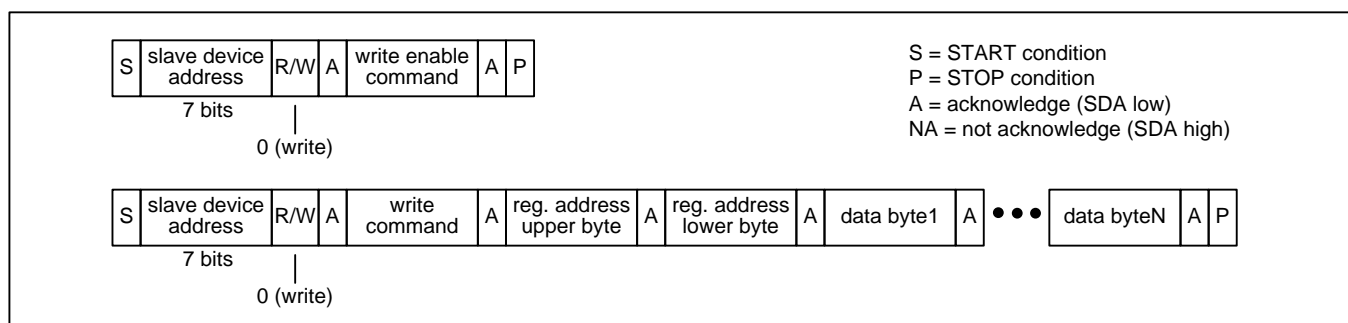 S slave device address R/W A write enable command A P
7 bits
0 (write)
S = START condition
P = STOP condition
A = acknowledge (SDA low)
NA = not acknowledge (SDA high)
S slave device address R/W A write command A reg. address upper byte A reg. address lower byte A data byte1 A ●●● data byteN A P
7 bits
0 (write)